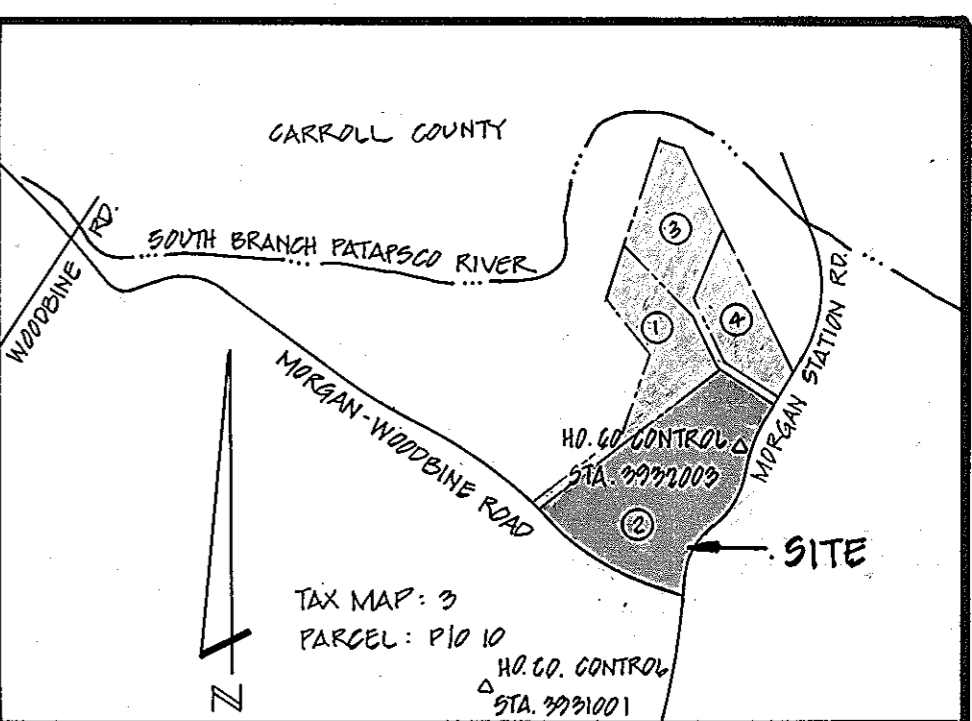 CARROLL COUNTY
WOODBINE RD.
SOUTH BRANCH PATAPSCO RIVER
3
1
4
MORGAN STATION RD.
MORGAN-WOODBINE ROAD
HO. CO CONTROL
STA. 3932003
2
SITE
TAX MAP: 3
PARCEL: P/O 10
HO. CO. CONTROL
STA. 3931001
N